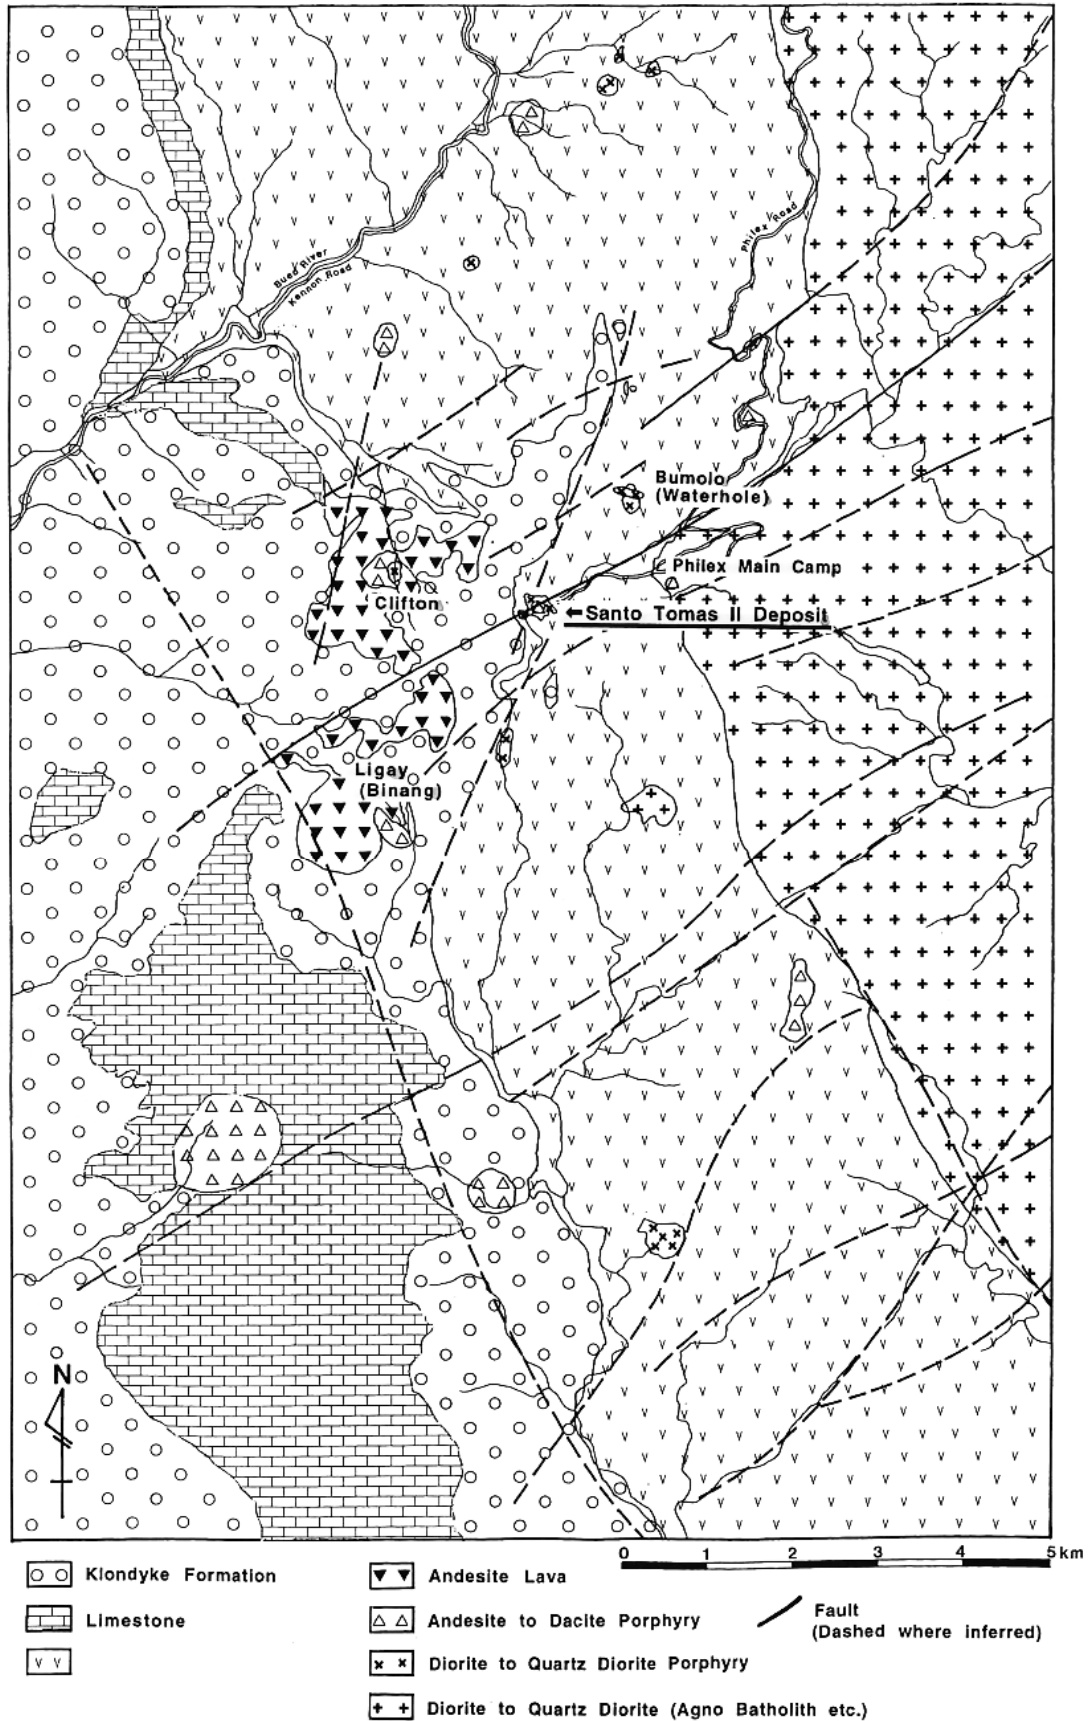 Bued River
Kennon Road
Philex Road
Bumolo
(Waterhole)
Philex Main Camp
Clifton
Santo Tomas II Deposit
Ligay
(Binang)
N
0 1 2 3 4 5 km
Klondyke Formation
Limestone
Andesite Lava
Andesite to Dacite Porphyry
Diorite to Quartz Diorite Porphyry
Diorite to Quartz Diorite (Agno Batholith etc.)
Fault
(Dashed where inferred)